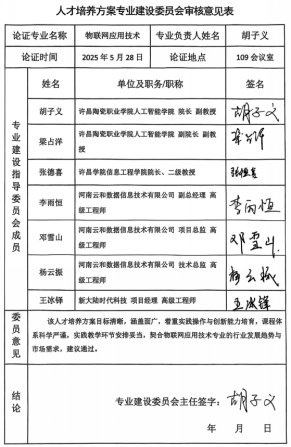 人才培养方案专业建设委员会审核意见表
论证专业名称 物联网应用技术 专业负责人姓名 胡子义
论证时间 2025年5月28日 论证地点 109会议室
专业建设指导委员会成员
姓名 单位及职务/职称 签名
胡子义 许昌陶瓷职业学院人工智能学院 院长 副教授 胡子义
梁占洋 许昌陶瓷职业学院人工智能学院 副院长 副教
授
张德喜 许昌学院信息工程学院院长、二级教授 张德喜
李雨恒 河南云和数据信息技术有限公司 副总经理 高
级工程师 李雨恒
邓雪山 河南云和数据信息技术有限公司 项目总监 高
级工程师 邓雪山
杨云振 河南云和数据信息技术有限公司 技术总监 高
级工程师
王冰铎 新大陆时代科技 项目经理 高级工程师
委员意见
该人才培养方案目标清晰，涵盖面广，着重实践操作与创新能力培育，课程体
系科学严谨，实践教学环节安排妥当，契合物联网应用技术专业的行业发展趋势与
市场需求，建议通过。
结论
专业建设委员会主任签字： 胡子义
年 月 日